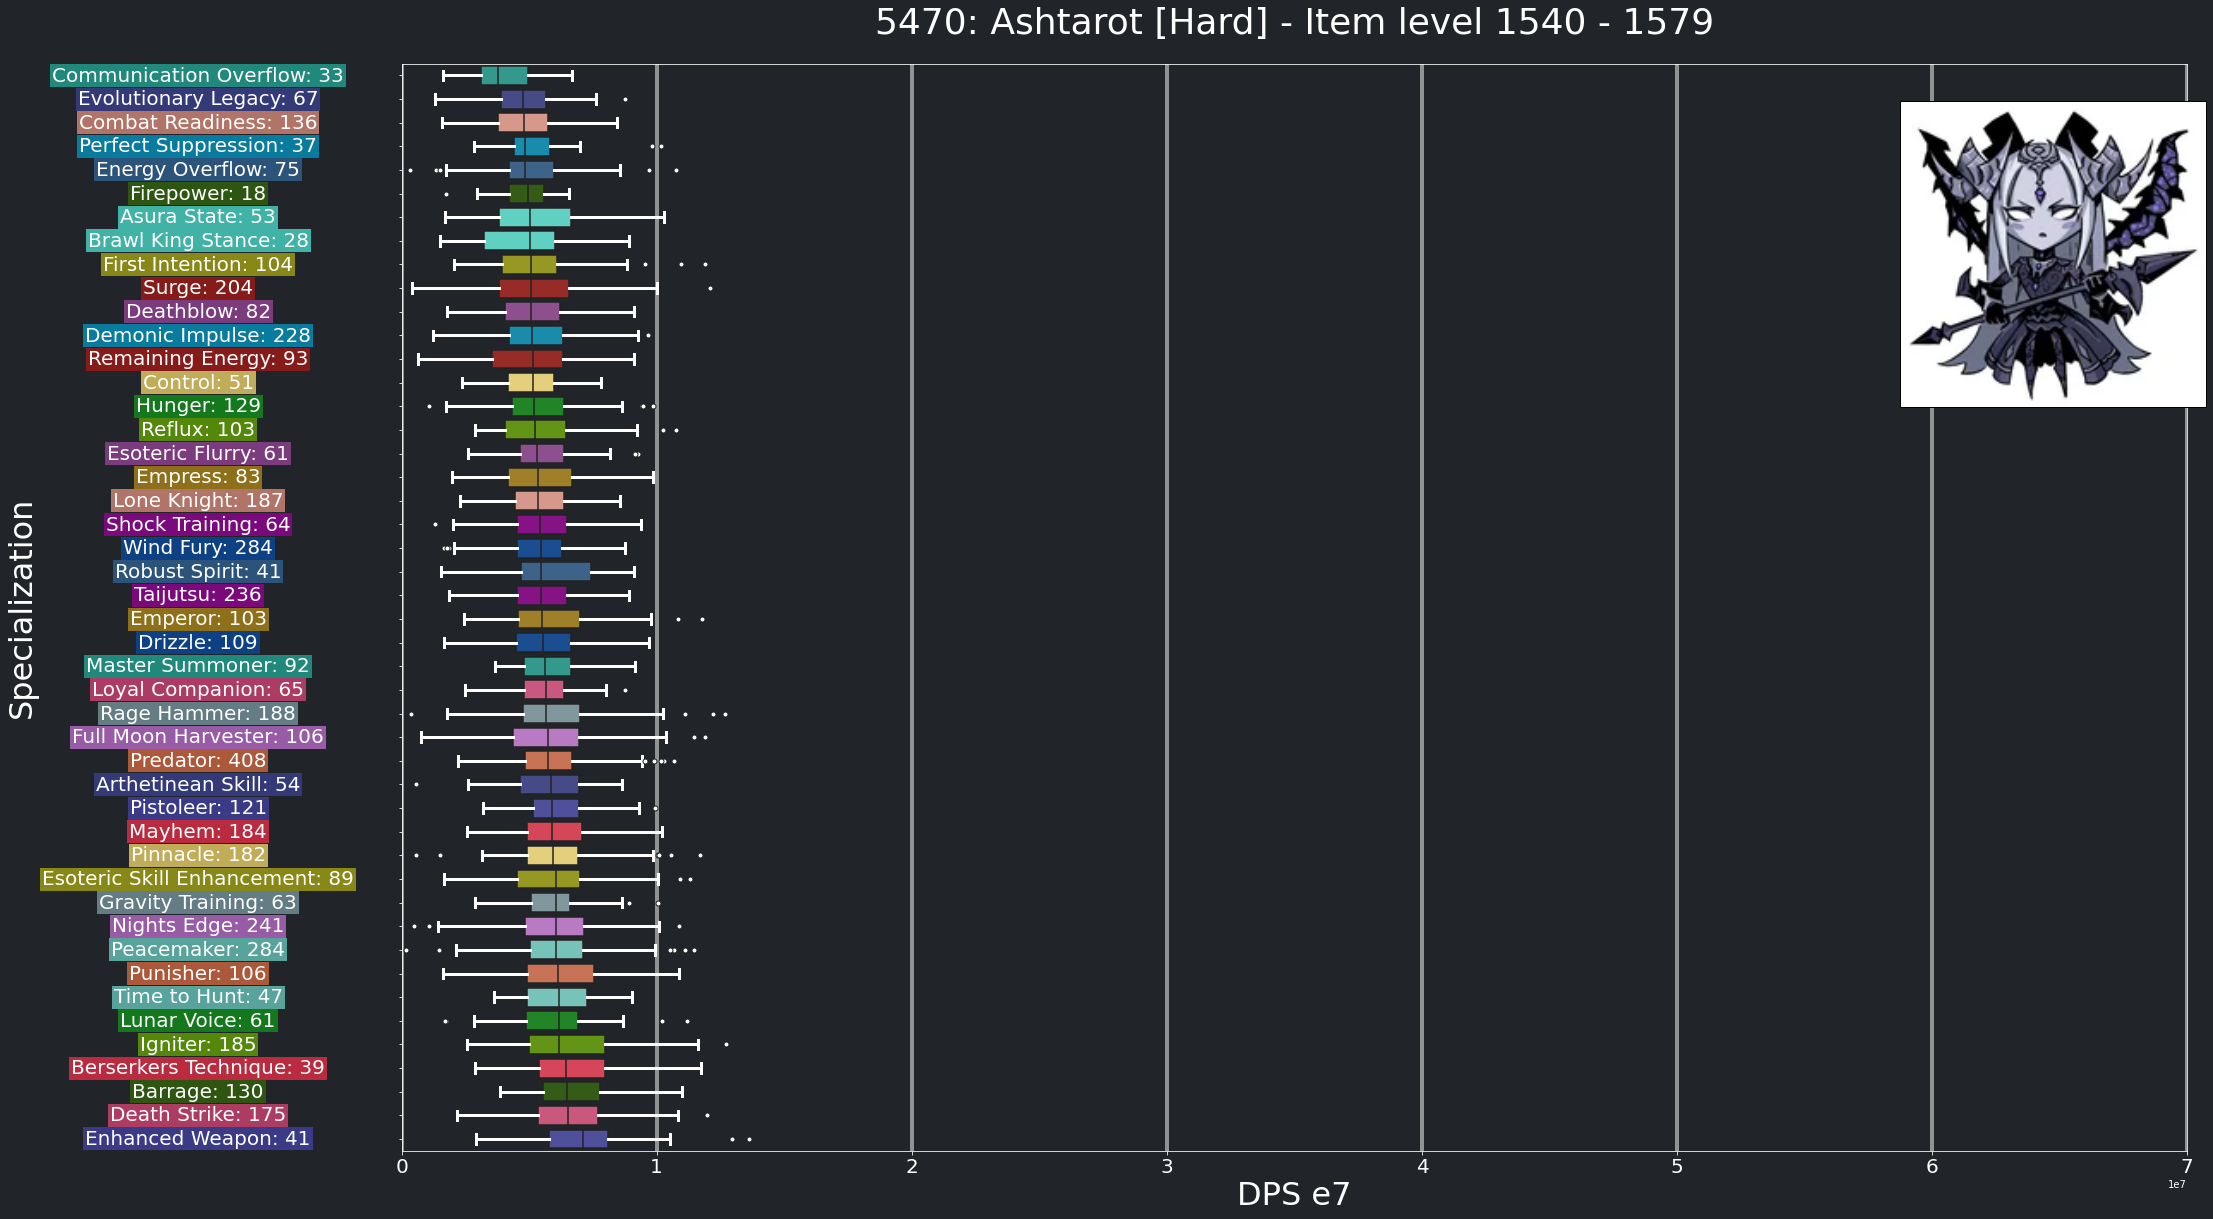 5470: Ashtarot [Hard] - Item level 1540 - 1579
Specialization
Communication Overflow: 33
Evolutionary Legacy: 67
Combat Readiness: 136
Perfect Suppression: 37
Energy Overflow: 75
Firepower: 18
Asura State: 53
Brawl King Stance: 28
First Intention: 104
Surge: 204
Deathblow: 82
Demonic Impulse: 228
Remaining Energy: 93
Control: 51
Hunger: 129
Reflux: 103
Esoteric Flurry: 61
Empress: 83
Lone Knight: 187
Shock Training: 64
Wind Fury: 284
Robust Spirit: 41
Taijutsu: 236
Emperor: 103
Drizzle: 109
Master Summoner: 92
Loyal Companion: 65
Rage Hammer: 188
Full Moon Harvester: 106
Predator: 408
Arthetinean Skill: 54
Pistoleer: 121
Mayhem: 184
Pinnacle: 182
Esoteric Skill Enhancement: 89
Gravity Training: 63
Nights Edge: 241
Peacemaker: 284
Punisher: 106
Time to Hunt: 47
Lunar Voice: 61
Igniter: 185
Berserkers Technique: 39
Barrage: 130
Death Strike: 175
Enhanced Weapon: 41
0 1 2 3 4 5 6 7
1e7
DPS e7